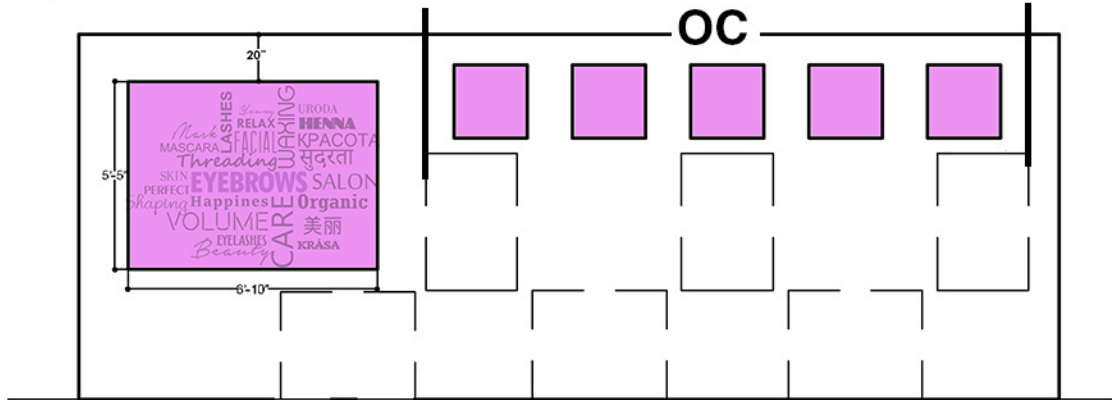 OC
20"
LASHES
URODA
WAXING
RELAX
HENNA
Mask
FACIAL
КРАСОТА
MASCARA
Threading
सुंदरता
SKIN
EYEBROWS
SALON
5'-5"
PERFECT
Shaping
Happines
Organic
VOLUME
CARE
美丽
EYELASHES
Beauty
KRÁSA
6'-10"